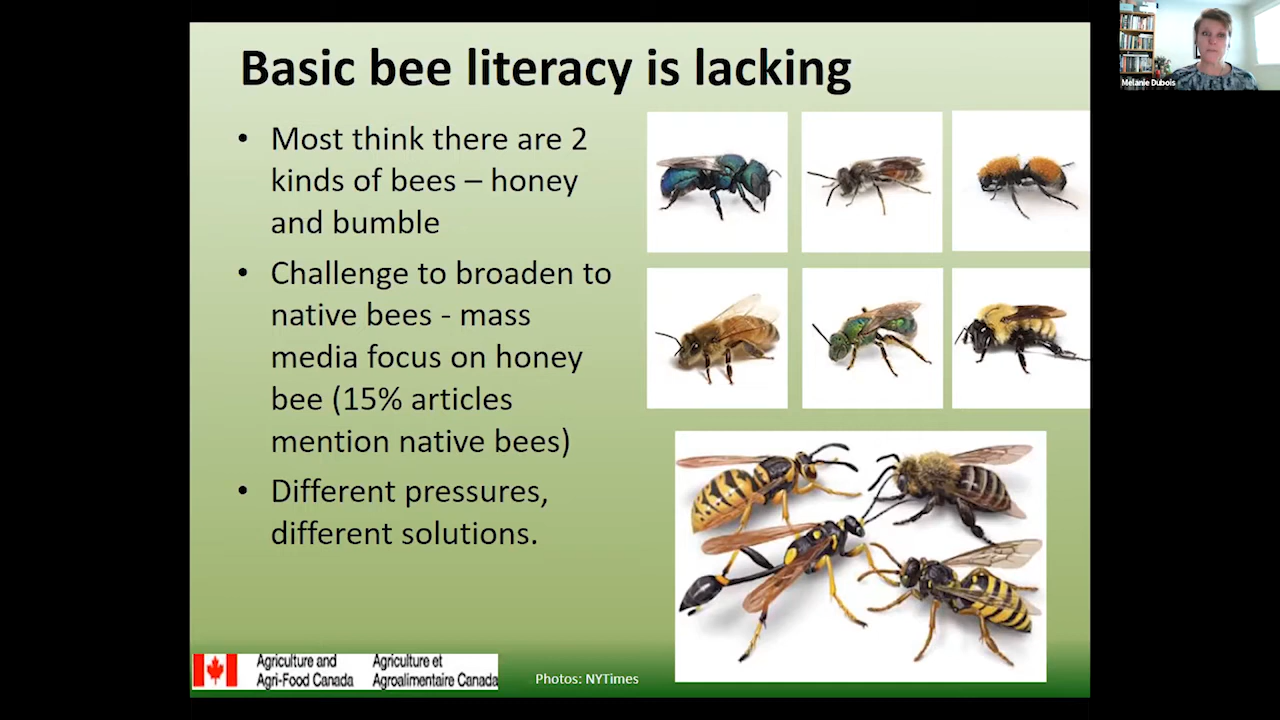 Basic bee literacy is lacking
• Most think there are 2
kinds of bees – honey
and bumble
• Challenge to broaden to
native bees - mass
media focus on honey
bee (15% articles
mention native bees)
• Different pressures,
different solutions.
Agriculture and
Agri-Food Canada
Agriculture et
Agroalimentaire Canada
Photos: NYTimes
Melanie Dubois